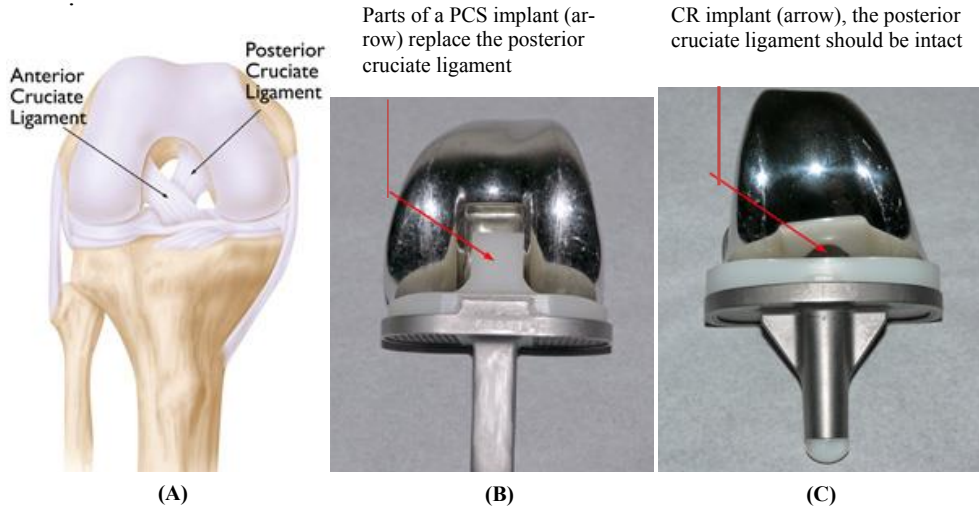 Parts of a PCS implant (ar-
row) replace the posterior
cruciate ligament
CR implant (arrow), the posterior
cruciate ligament should be intact
Anterior
Cruciate
Ligament
Posterior
Cruciate
Ligament
(A)
(B)
(C)